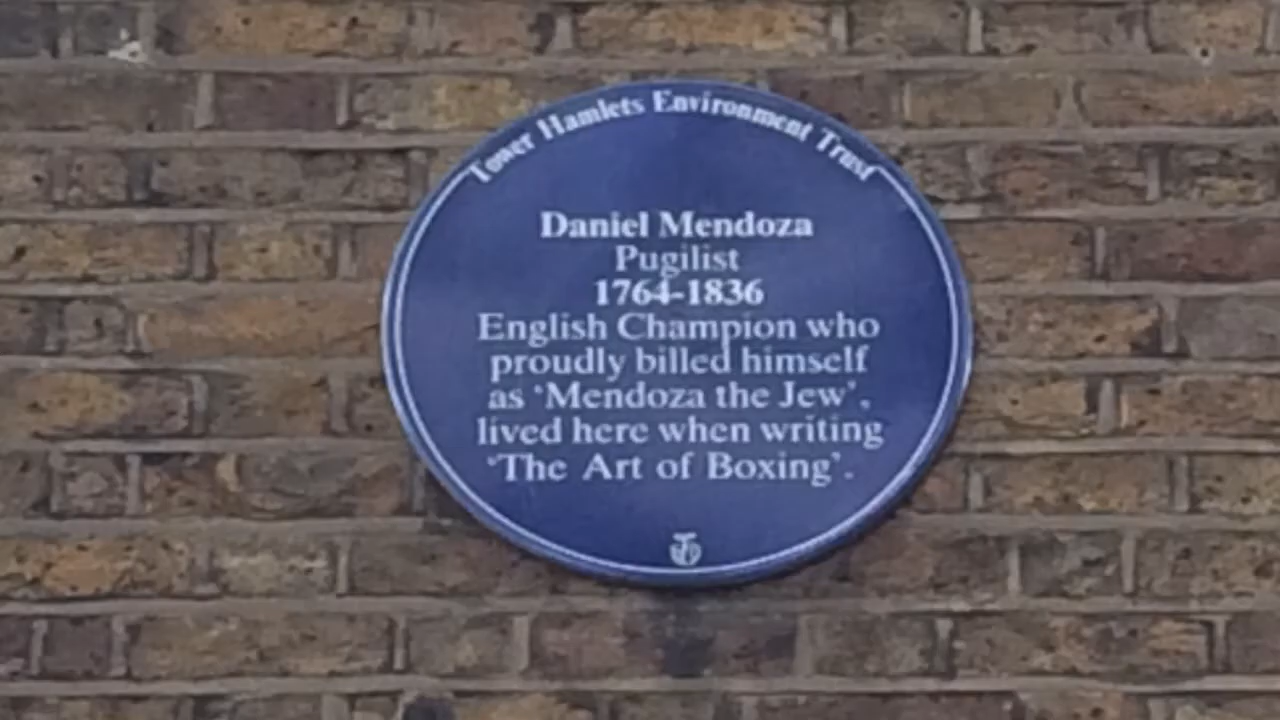 Tower Hamlets Environment Trust
Daniel Mendoza
Pugilist
1764-1836
English Champion who
proudly billed himself
as ‘Mendoza the Jew’,
lived here when writing
‘The Art of Boxing’.